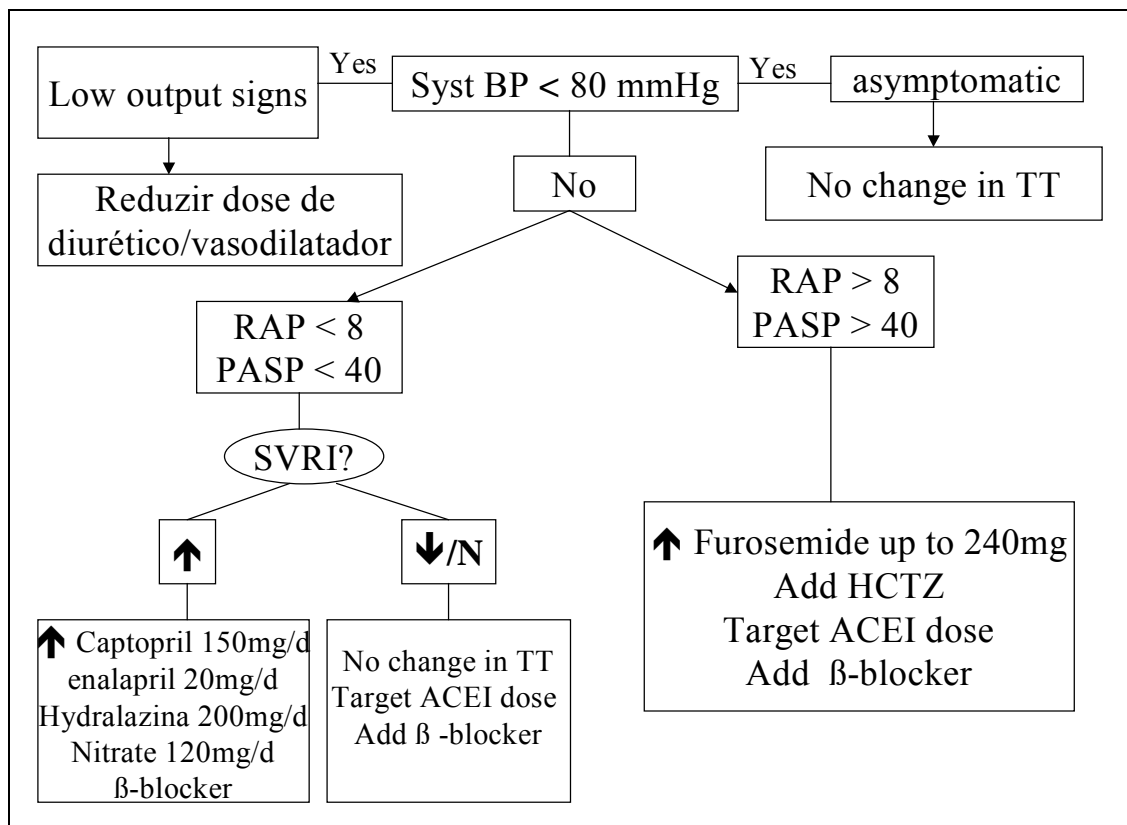 Low output signs
Yes
Syst BP < 80 mmHg
Yes
asymptomatic
Reduzir dose de
diurético/vasodilatador
No
No change in TT
RAP < 8
PASP < 40
RAP > 8
PASP > 40
SVRI?
↑
↓/N
↑ Captopril 150mg/d
enalapril 20mg/d
Hydralazina 200mg/d
Nitrate 120mg/d
ß-blocker
No change in TT
Target ACEI dose
Add ß -blocker
↑ Furosemide up to 240mg
Add HCTZ
Target ACEI dose
Add ß-blocker